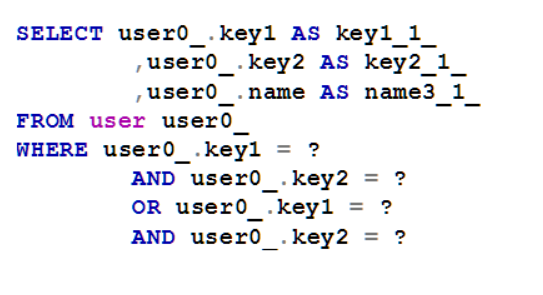 SELECT user0_.key1 AS key1_1_
,user0_.key2 AS key2_1_
,user0_.name AS name3_1_
FROM user user0_
WHERE user0_.key1 = ?
AND user0_.key2 = ?
OR user0_.key1 = ?
AND user0_.key2 = ?